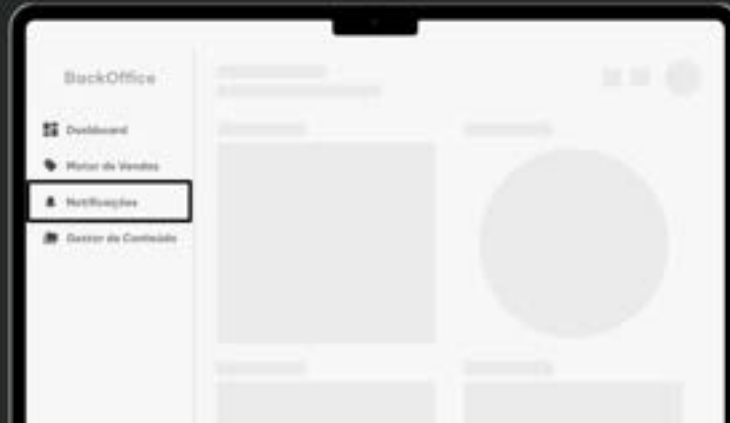 BackOffice
Dashboard
Motor de Vendas
Notificações
Gestor de Conteúdo